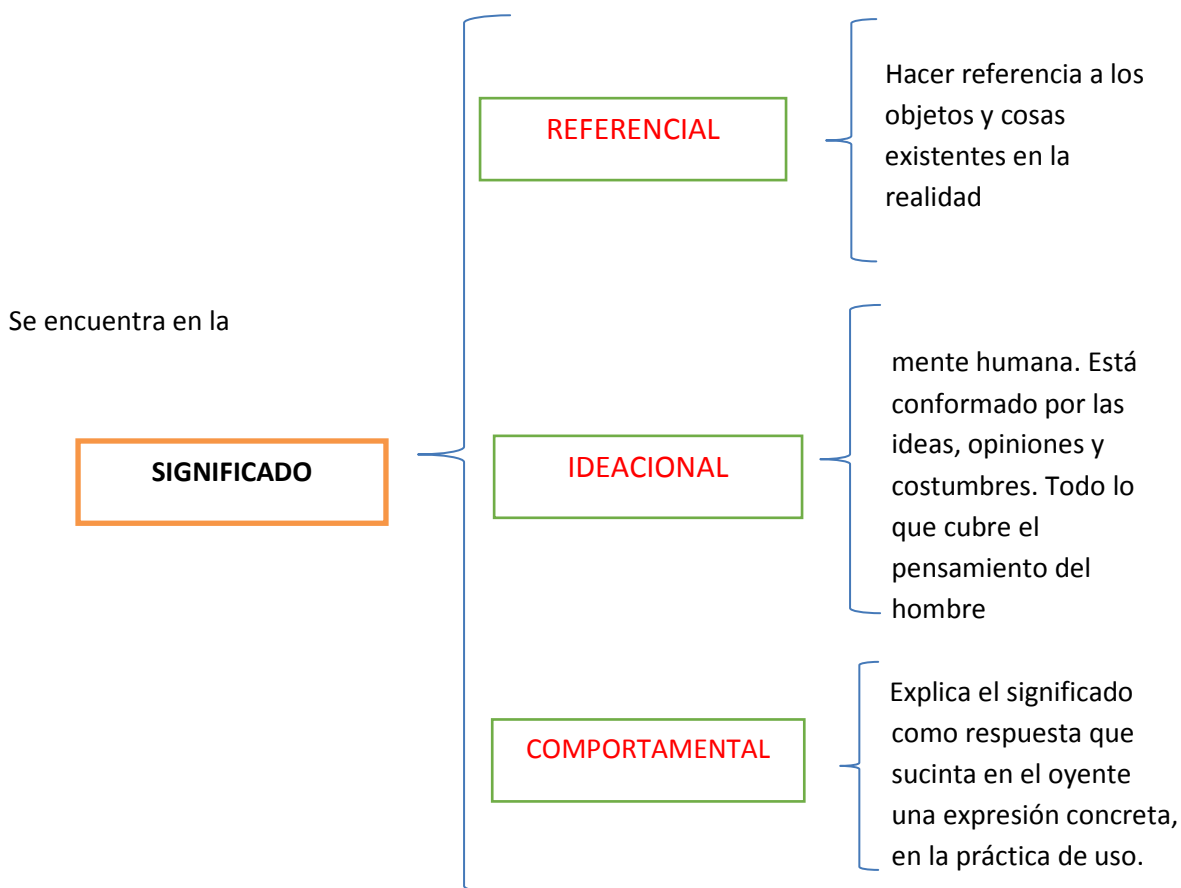 REFERENCIAL
Hacer referencia a los
objetos y cosas
existentes en la
realidad
Se encuentra en la
SIGNIFICADO
IDEACIONAL
mente humana. Está
conformado por las
ideas, opiniones y
costumbres. Todo lo
que cubre el
pensamiento del
hombre
COMPORTAMENTAL
Explica el significado
como respuesta que
sucinta en el oyente
una expresión concreta,
en la práctica de uso.